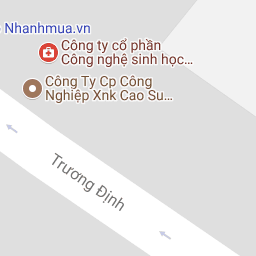 Nhanhmua.vn
Công ty cổ phần
Công nghệ sinh học…
Công Ty Cp Công
Nghiệp Xnk Cao Su…
Trương Định